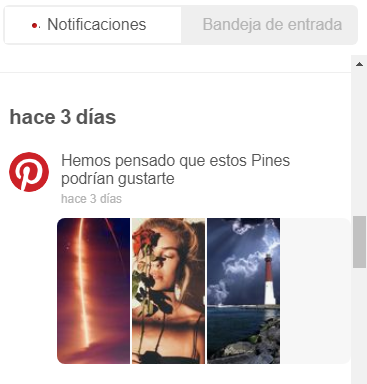 Notificaciones
Bandeja de entrada
hace 3 días
Hemos pensado que estos Pines
podrían gustarte
hace 3 días